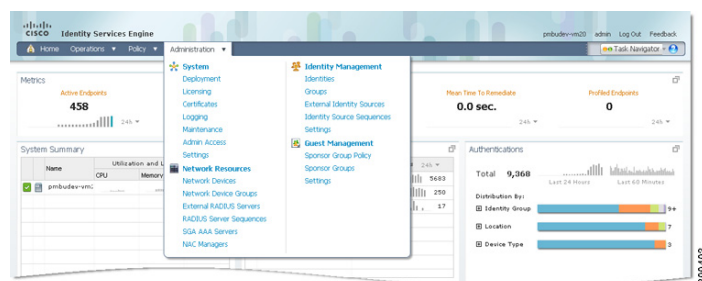 CISCO Identity Services Engine
pmbudev-vm20 admin Log Out Feedback
Home Operations ▼ Policy ▼ Administration ▼
Task Navigator
Metrics
Active Endpoints
458
24h ▼
Mean Time To Remediate
0.0 sec.
24h ▼
Profiled Endpoints
0
24h ▼
System
Deployment
Licensing
Certificates
Logging
Maintenance
Admin Access
Settings
Network Resources
Network Devices
Network Device Groups
External RADIUS Servers
RADIUS Server Sequences
SGA AAA Servers
NAC Managers
Identity Management
Identities
Groups
External Identity Sources
Identity Source Sequences
Settings
Guest Management
Sponsor Group Policy
Sponsor Groups
Settings
System Summary
Name
Utilization and L
CPU Memory
pmbudev-vm
24h ▼
5683
250
17
Authentications
Total 9,368
Last 24 Hours Last 60 Minutes
Distribution By:
Identity Group 9+
Location 7
Device Type 3